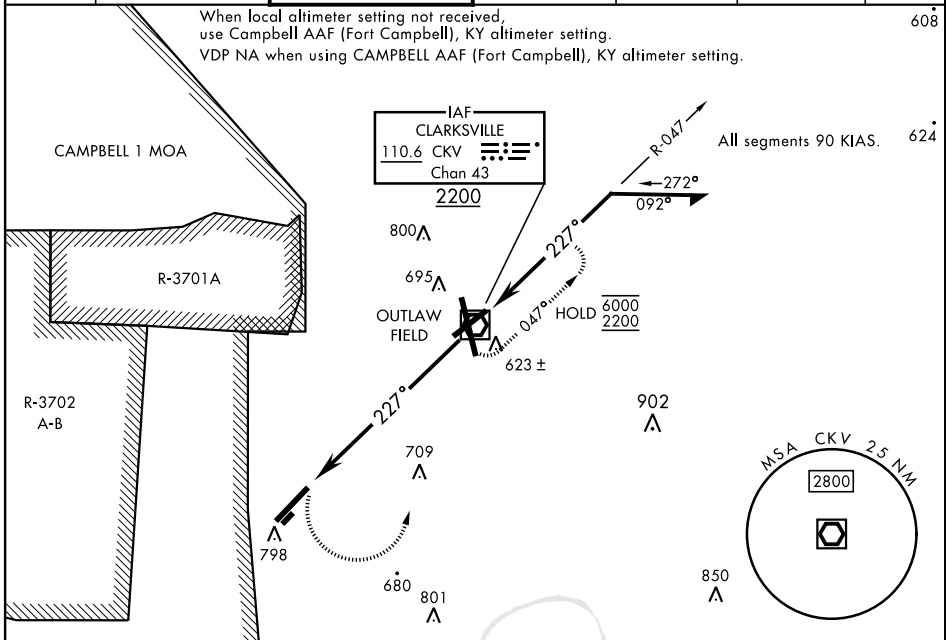 When local altimeter setting not received,
use Campbell AAF (Fort Campbell), KY altimeter setting.
VDP NA when using CAMPBELL AAF (Fort Campbell), KY altimeter setting.
608
IAF
CLARKSVILLE
110.6 CKV
Chan 43
2200
R-047
All segments 90 KIAS.
624
CAMPBELL 1 MOA
272°
092°
800
227°
R-3701A
695
OUTLAW
FIELD
047°
HOLD 6000
2200
623 ±
227°
R-3702
A-B
902
709
MSA CKV 25 NM
2800
798
680
801
850